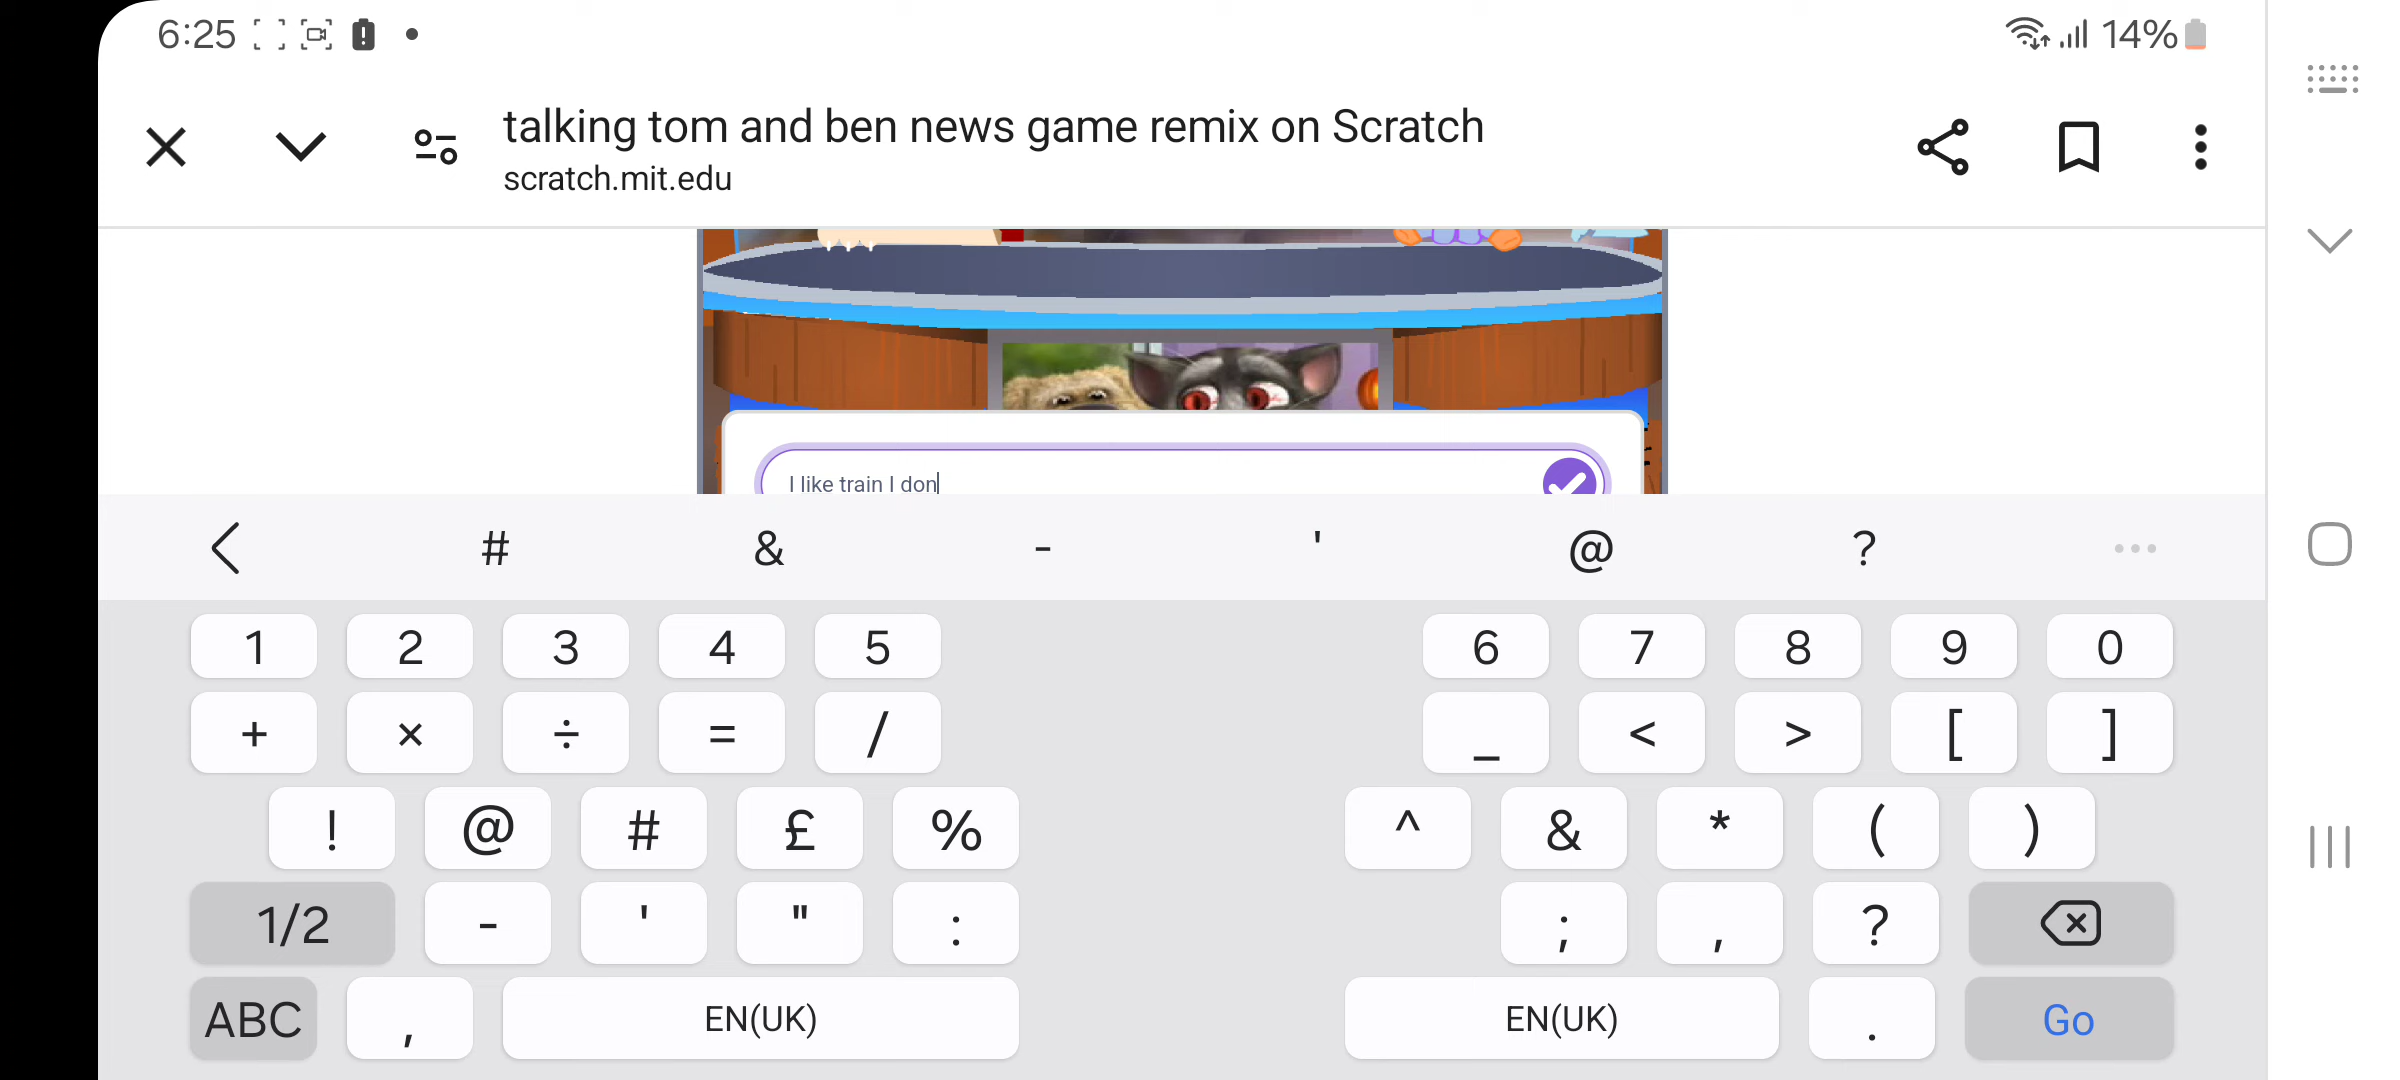 6:25 14%
talking tom and ben news game remix on Scratch
scratch.mit.edu
I like train I don
# & - ' @ ?
1 2 3 4 5 6 7 8 9 0
+ × ÷ = / _ < > [ ]
! @ # £ % ^ & * ( )
1/2 - ' " : ; , ?
ABC , EN(UK) EN(UK) . Go